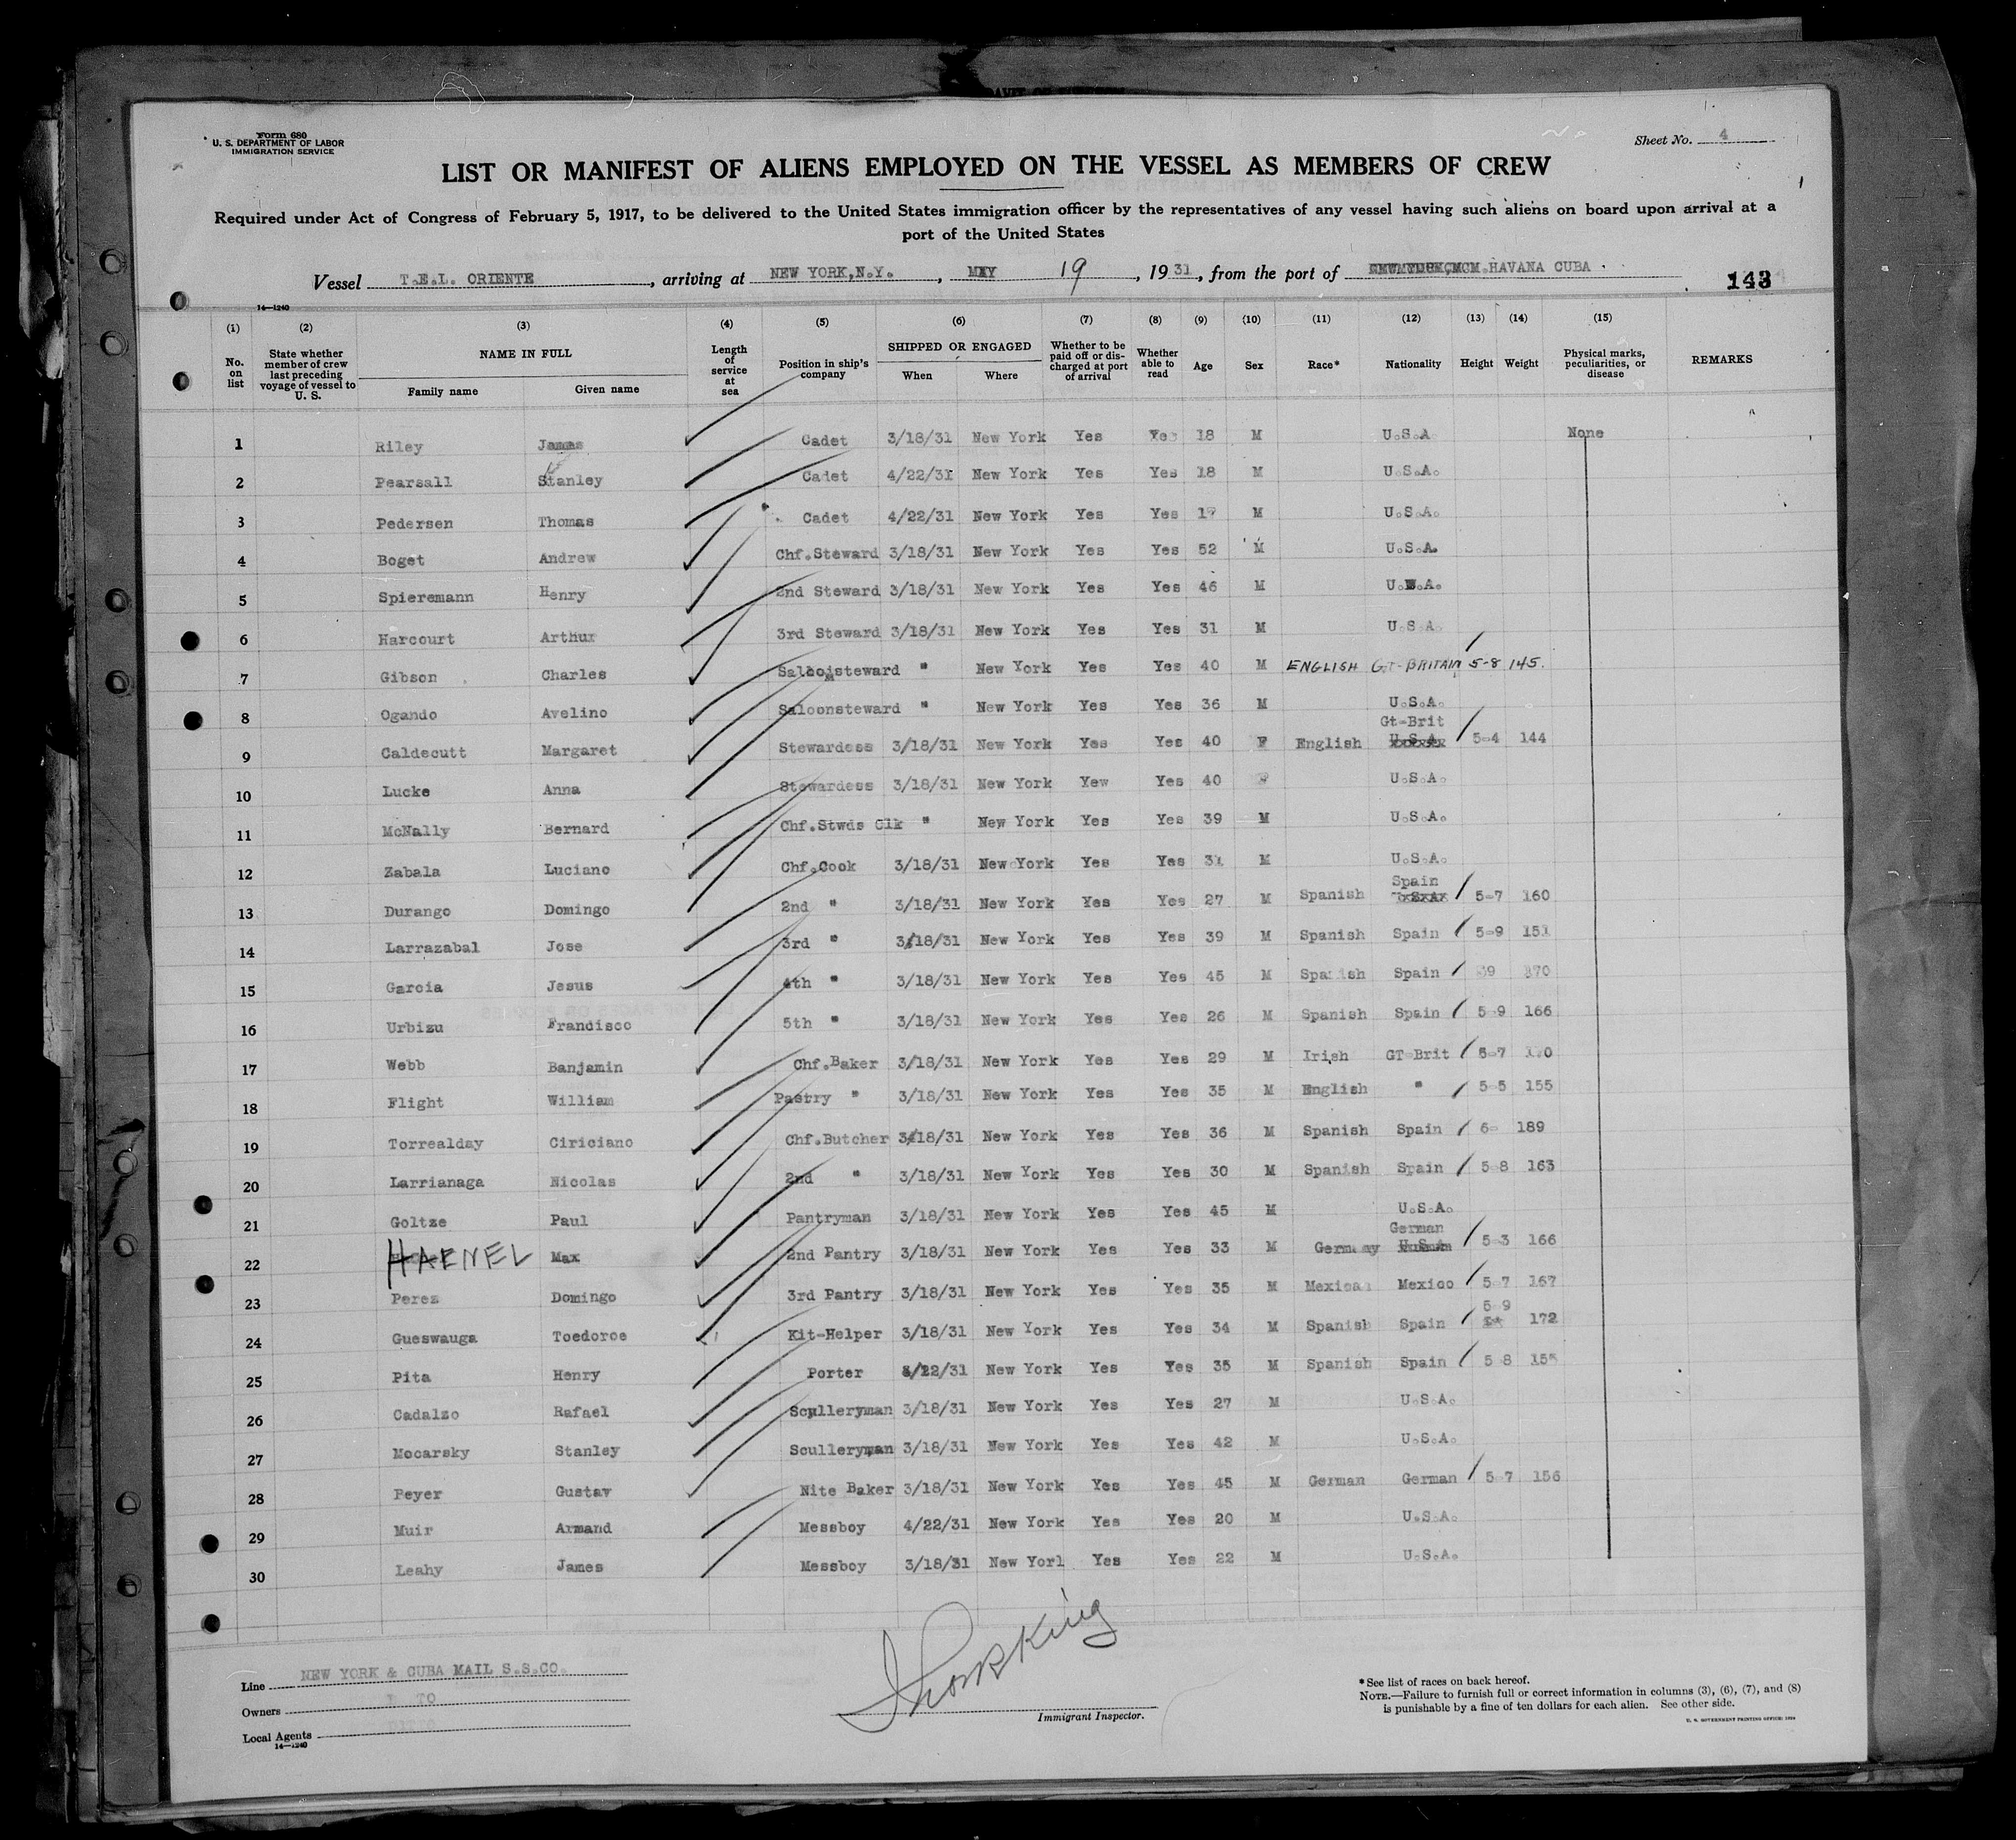 Form 680
U. S. DEPARTMENT OF LABOR
IMMIGRATION SERVICE
Sheet No. 4
LIST OR MANIFEST OF ALIENS EMPLOYED ON THE VESSEL AS MEMBERS OF CREW
Required under Act of Congress of February 5, 1917, to be delivered to the United States immigration officer by the representatives of any vessel having such aliens on board upon arrival at a
port of the United States
Vessel T.E.L. ORIENTE, arriving at NEW YORK, N.Y., MAY 19, 1931, from the port of HAVANA CUBA
143
14—1240
(1) (2) (3) (4) (5) (6) (7) (8) (9) (10) (11) (12) (13) (14) (15)
No. on list State whether member of crew last preceding voyage of vessel to U. S. NAME IN FULL Family name Given name Length of service at sea Position in ship's company SHIPPED OR ENGAGED When Where Whether to be paid off or discharged at port of arrival Whether able to read Age Sex Race* Nationality Height Weight Physical marks, peculiarities, or disease REMARKS
1 Riley James Cadet 3/18/31 New York Yes Yes 18 M U.S.A. None
2 Pearsall Stanley Cadet 4/22/31 New York Yes Yes 18 M U.S.A.
3 Pedersen Thomas Cadet 4/22/31 New York Yes Yes 17 M U.S.A.
4 Boget Andrew Chf.Steward 3/18/31 New York Yes Yes 52 M U.S.A.
5 Spieremann Henry 2nd Steward 3/18/31 New York Yes Yes 46 M U.S.A.
6 Harcourt Arthur 3rd Steward 3/18/31 New York Yes Yes 31 M U.S.A.
7 Gibson Charles Saloonsteward " New York Yes Yes 40 M ENGLISH GT-BRITAIN 5-8 145.
8 Ogando Avelino Saloonsteward " New York Yes Yes 36 M U.S.A.
9 Caldecutt Margaret Stewardess 3/18/31 New York Yes Yes 40 F English Gt-Brit U.S.A. 5-4 144
10 Lucke Anna Stewardess 3/18/31 New York Yew Yes 40 F U.S.A.
11 McNally Bernard Chf.Stwds Clk " New York Yes Yes 39 M U.S.A.
12 Zabala Luciano Chf.Cook 3/18/31 New York Yes Yes 31 M U.S.A.
13 Durango Domingo 2nd " 3/18/31 New York Yes Yes 27 M Spanish Spain U.S.A. 5-7 160
14 Larrazabal Jose 3rd " 3/18/31 New York Yes Yes 39 M Spanish Spain 5-9 151
15 Garcia Jesus 4th " 3/18/31 New York Yes Yes 45 M Spanish Spain 170
16 Urbizu Frandisco 5th " 3/18/31 New York Yes Yes 26 M Spanish Spain 5-9 166
17 Webb Banjamin Chf.Baker 3/18/31 New York Yes Yes 29 M Irish GT-Brit 5-7
18 Flight William Pastry " 3/18/31 New York Yes Yes 35 M English " 5-5 155
19 Torrealday Ciriciano Chf.Butcher 3/18/31 New York Yes Yes 36 M Spanish Spain 6- 189
20 Larrianaga Nicolas 2nd " 3/18/31 New York Yes Yes 30 M Spanish Spain 5-8 163
21 Goltze Paul Pantryman 3/18/31 New York Yes Yes 45 M U.S.A.
22 HAENEL Max 2nd Pantry 3/18/31 New York Yes Yes 33 M Germany German U.S.A. 5-3 166
23 Perez Domingo 3rd Pantry 3/18/31 New York Yes Yes 35 M Mexican Mexico 5-7 167
24 Gueswauga Toedoroe Kit-Helper 3/18/31 New York Yes Yes 34 M Spanish Spain 5-9 172
25 Pita Henry Porter 4/22/31 New York Yes Yes 35 M Spanish Spain 5-8 155
26 Cadalzo Rafael Sculleryman 3/18/31 New York Yes Yes 27 M U.S.A.
27 Mocarsky Stanley Sculleryman 3/18/31 New York Yes Yes 42 M U.S.A.
28 Peyer Gustav Nite Baker 3/18/31 New York Yes Yes 45 M German German 5-7 156
29 Muir Armand Messboy 4/22/31 New York Yes Yes 20 M U.S.A.
30 Leahy James Messboy 3/18/31 New Yorl Yes Yes 22 M U.S.A.
Line NEW YORK & CUBA MAIL S.S.CO.
Owners
Local Agents
14—1240
Immigrant Inspector.
*See list of races on back hereof.
NOTE.—Failure to furnish full or correct information in columns (3), (6), (7), and (8)
is punishable by a fine of ten dollars for each alien. See other side.
U. S. GOVERNMENT PRINTING OFFICE